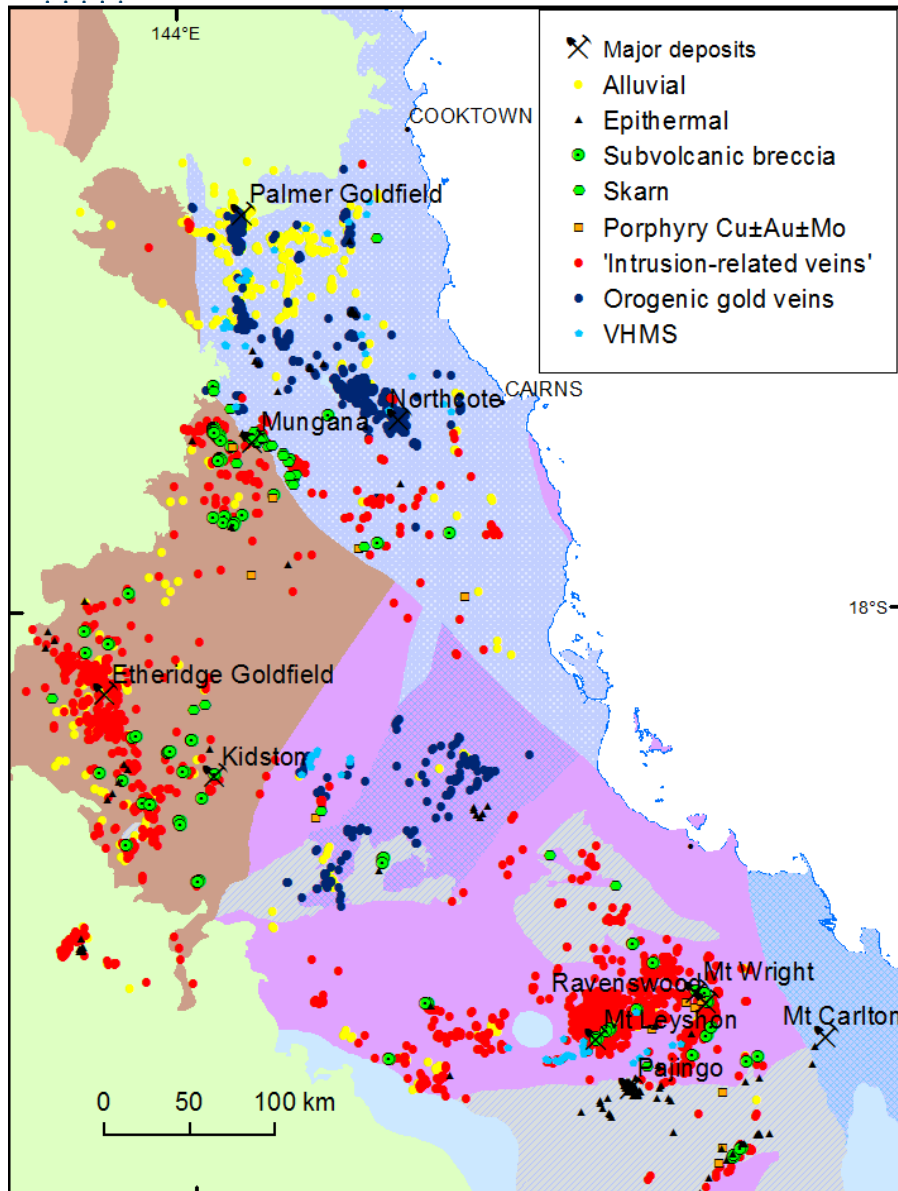 144°E
Major deposits
Alluvial
Epithermal
Subvolcanic breccia
Skarn
Porphyry Cu±Au±Mo
'Intrusion-related veins'
Orogenic gold veins
VHMS
COOKTOWN
Palmer Goldfield
Northcote
CAIRNS
Mungana
18°S
Etheridge Goldfield
Kidston
Mt Wright
Ravenswood
Mt Leyshon
Mt Carlton
Pajingo
0 50 100 km